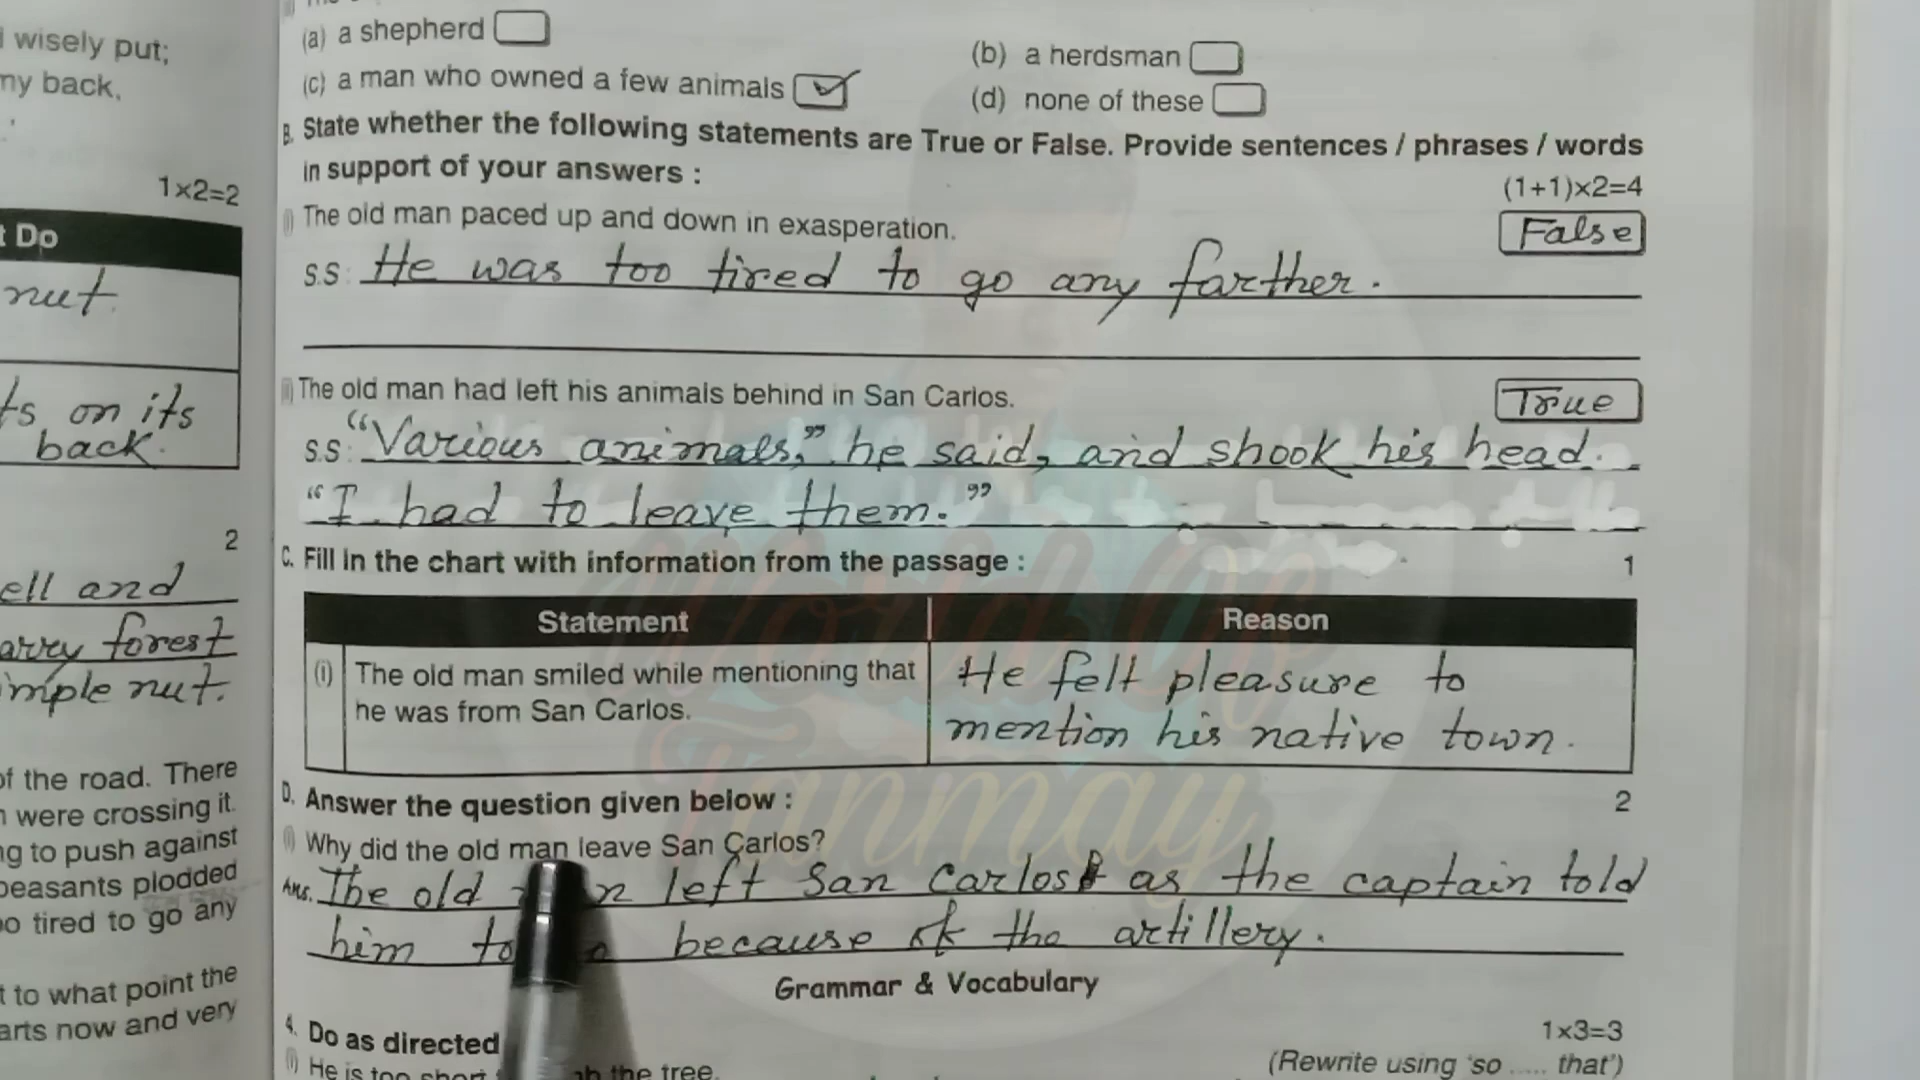 wisely put;
my back,
1×2=2
Do
nut.
ts on its
back.
2
ell and
arry forest
imple nut.
of the road. There
were crossing it.
ng to push against
peasants plodded
oo tired to go any
t to what point the
arts now and very
(a) a shepherd
(b) a herdsman
(c) a man who owned a few animals
(d) none of these
B. State whether the following statements are True or False. Provide sentences / phrases / words
in support of your answers :
(1+1)×2=4
(i) The old man paced up and down in exasperation.
False
S.S: He was too tired to go any farther.
(ii) The old man had left his animals behind in San Carlos.
True
S.S: "Various animals," he said, and shook his head.
"I had to leave them."
C. Fill in the chart with information from the passage :
1
Statement
Reason
(i) The old man smiled while mentioning that
he was from San Carlos.
He felt pleasure to
mention his native town.
D. Answer the question given below :
2
(i) Why did the old man leave San Carlos?
Ans. The old left San Carlos as the captain told
him to because of the artillery.
Grammar & Vocabulary
4. Do as directed
1×3=3
(i) He is too short the tree.
(Rewrite using 'so ..... that')
World Of
Tanmay